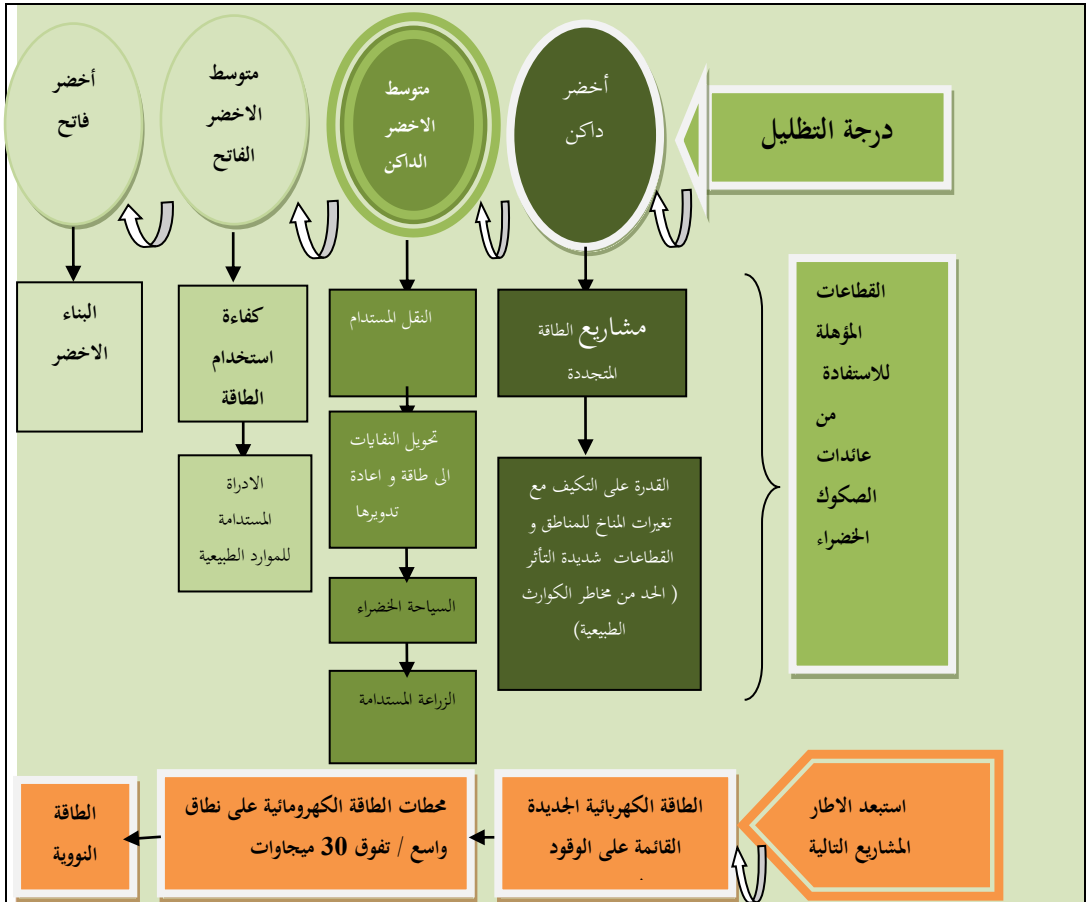 درجة التظليل
أخضر
داكن
متوسط
الاخضر
الداكن
متوسط
الاخضر
الفاتح
أخضر
فاتح
القطاعات
المؤهلة
للاستفادة
من
عائدات
الصكوك
الخضراء
مشاريع الطاقة
المتجددة
القدرة على التكيف مع
تغيرات المناخ للمناطق و
القطاعات شديدة التأثر
( الحد من مخاطر الكوارث
الطبيعية)
النقل المستدام
تحويل النفايات
الى طاقة و اعادة
تدويرها
السياحة الخضراء
الزراعة المستدامة
كفاءة
استخدام
الطاقة
الادراة
المستدامة
للموارد الطبيعية
البناء
الاخضر
استبعد الاطار
المشاريع التالية
الطاقة الكهربائية الجديدة
القائمة على الوقود
محطات الطاقة الكهرومائية على نطاق
واسع / تفوق 30 ميجاوات
الطاقة
النووية